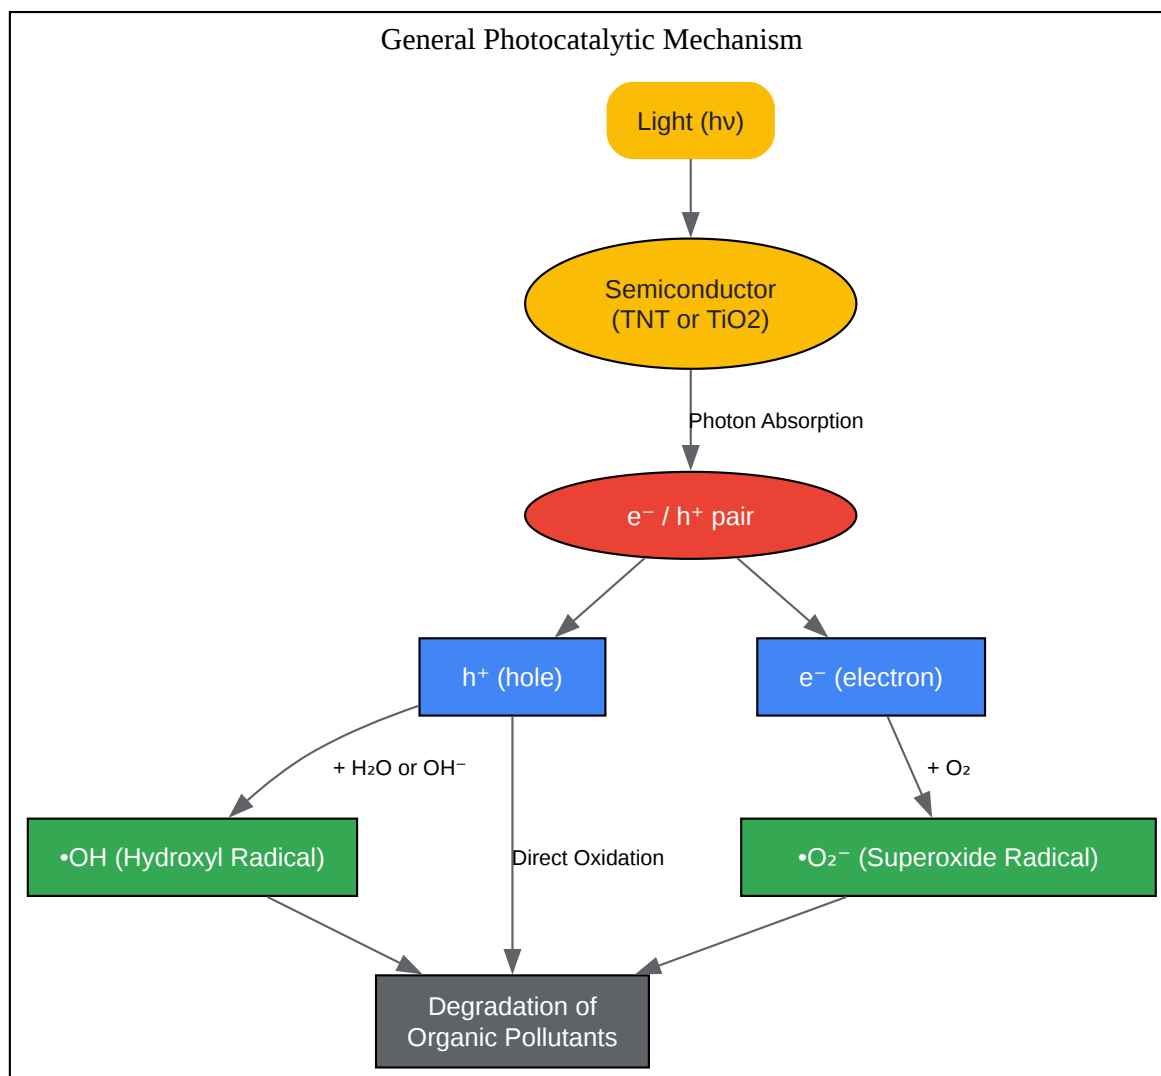 General Photocatalytic Mechanism
Light (hν)
Semiconductor
(TNT or TiO2)
Photon Absorption
e⁻ / h⁺ pair
h⁺ (hole)
e⁻ (electron)
+ H₂O or OH⁻
+ O₂
•OH (Hydroxyl Radical)
Direct Oxidation
•O₂⁻ (Superoxide Radical)
Degradation of
Organic Pollutants